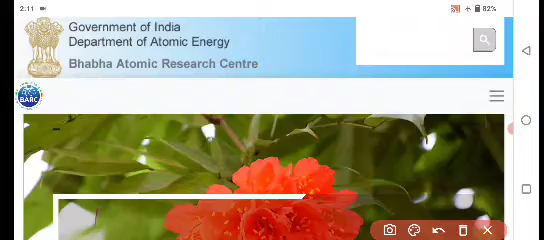 2:11
82%
Government of India
Department of Atomic Energy
Bhabha Atomic Research Centre
BARC